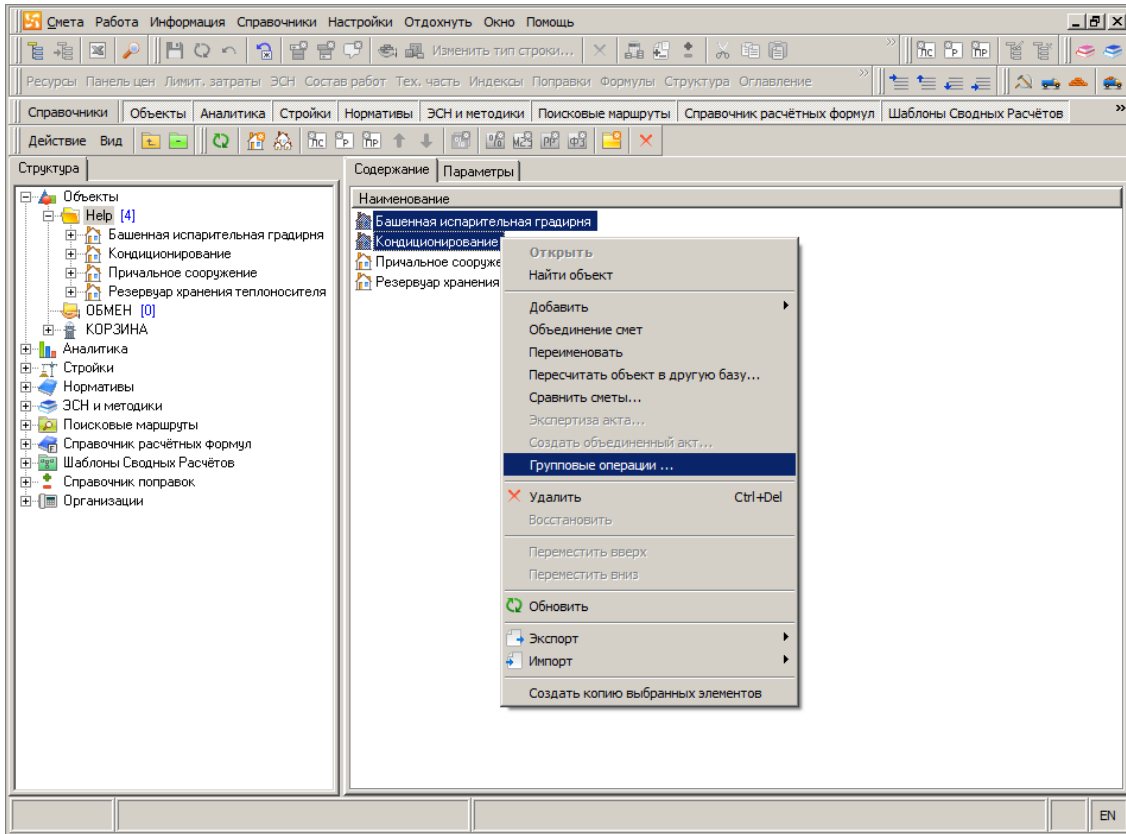 Смета Работа Информация Справочники Настройки Отдохнуть Окно Помощь
Изменить тип строки...
Ресурсы Панель цен Лимит. затраты ЭСН Состав работ Тех. часть Индексы Поправки Формулы Структура Оглавление
Справочники Объекты Аналитика Стройки Нормативы ЭСН и методики Поисковые маршруты Справочник расчётных формул Шаблоны Сводных Расчётов
Действие Вид
Структура
Объекты
Help [4]
Башенная испарительная градирня
Кондиционирование
Причальное сооружение
Резервуар хранения теплоносителя
ОБМЕН [0]
КОРЗИНА
Аналитика
Стройки
Нормативы
ЭСН и методики
Поисковые маршруты
Справочник расчётных формул
Шаблоны Сводных Расчётов
Справочник поправок
Организации
Содержание Параметры
Наименование
Башенная испарительная градирня
Кондиционирование
Причальное сооруже
Резервуар хранения
Открыть
Найти объект
Добавить
Объединение смет
Переименовать
Пересчитать объект в другую базу...
Сравнить сметы...
Экспертиза акта...
Создать объединенный акт...
Групповые операции ...
Удалить Ctrl+Del
Восстановить
Переместить вверх
Переместить вниз
Обновить
Экспорт
Импорт
Создать копию выбранных элементов
EN